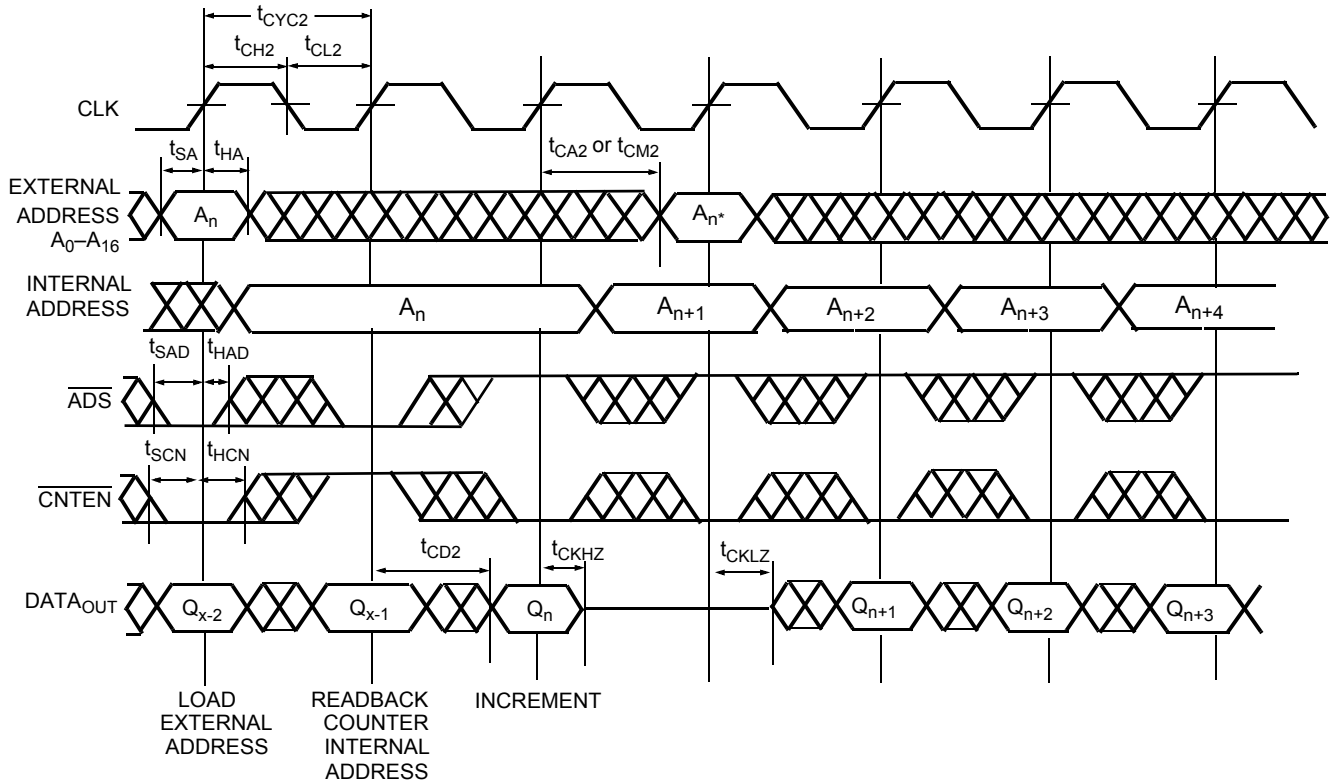 tCYC2
tCH2 tCL2
CLK
tSA tHA tCA2 or tCM2
EXTERNAL
ADDRESS An An*
A0–A16
INTERNAL
ADDRESS An An+1 An+2 An+3 An+4
tSAD tHAD
ADS
tSCN tHCN
CNTEN
tCD2 tCKHZ tCKLZ
DATAOUT Qx-2 Qx-1 Qn Qn+1 Qn+2 Qn+3
LOAD READBACK INCREMENT
EXTERNAL COUNTER
ADDRESS INTERNAL
ADDRESS